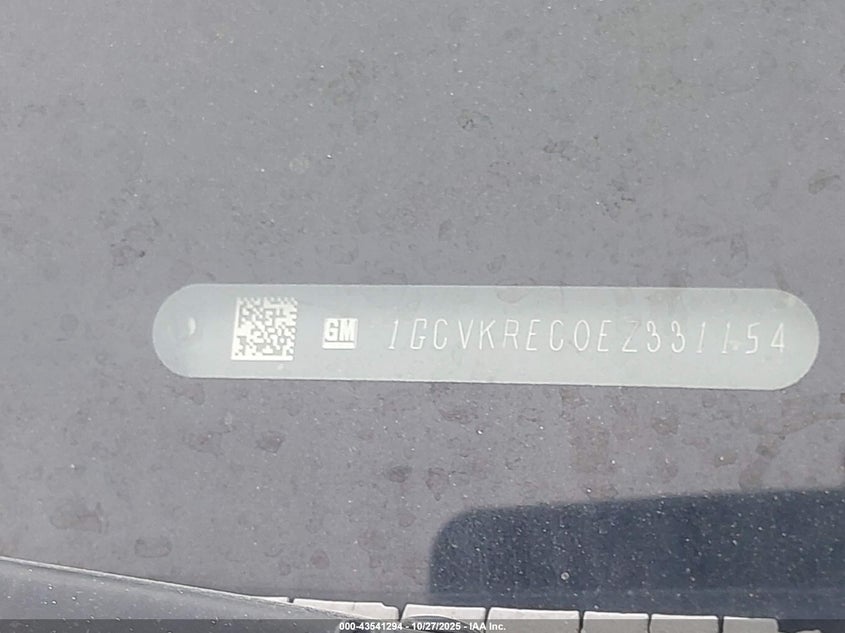 GM 1GCVKREC0EZ331154
000-43541294 - 10/27/2025 - IAA Inc.